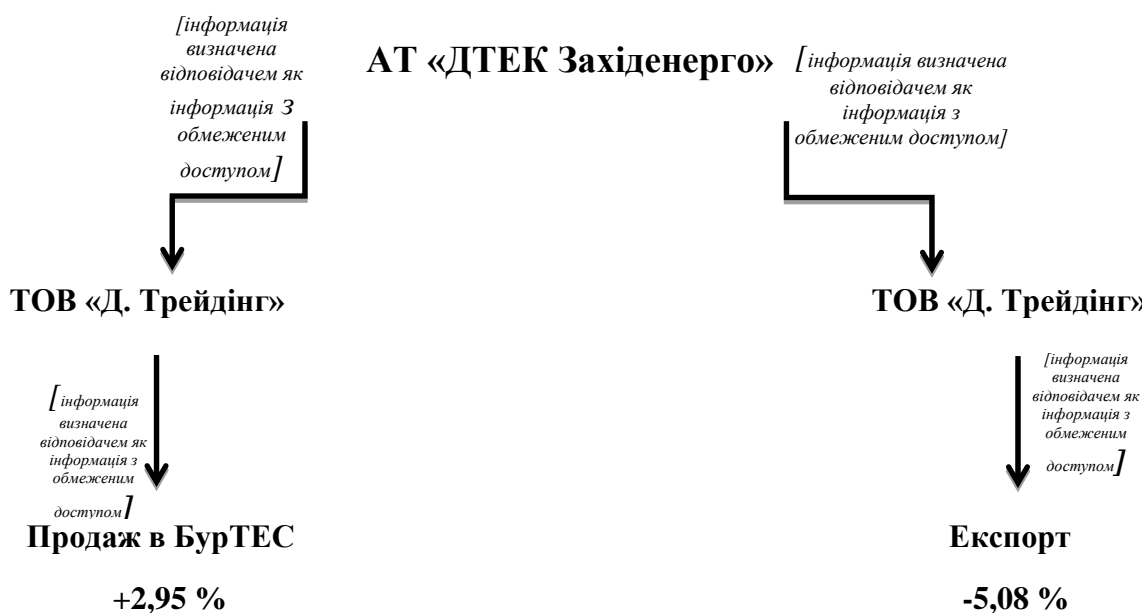 [інформація
визначена
відповідачем як
інформація з
обмеженим
доступом]
АТ «ДТЕК Західенерго»
[інформація визначена
відповідачем як
інформація з
обмеженим доступом]
ТОВ «Д. Трейдінг»
ТОВ «Д. Трейдінг»
[інформація
визначена
відповідачем як
інформація з
обмеженим
доступом]
[інформація
визначена
відповідачем як
інформація з
обмеженим
доступом]
Продаж в БурТЕС
Експорт
+2,95 %
-5,08 %